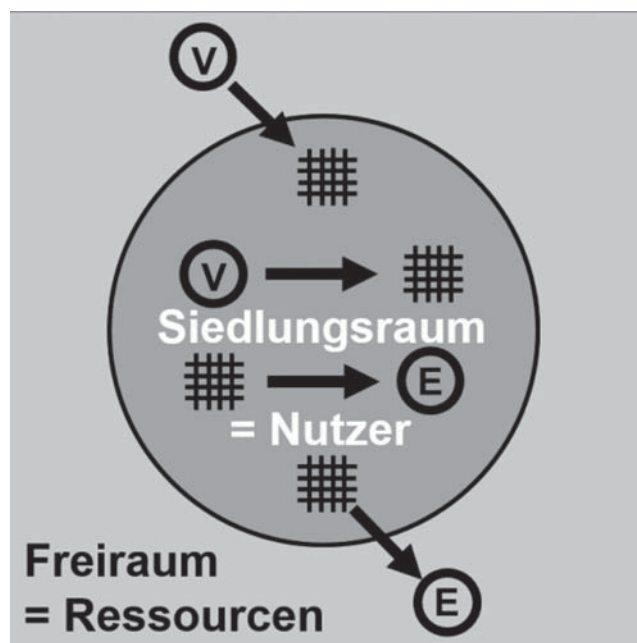 V
V
Siedlungsraum
E
= Nutzer
Freiraum
= Ressourcen
E